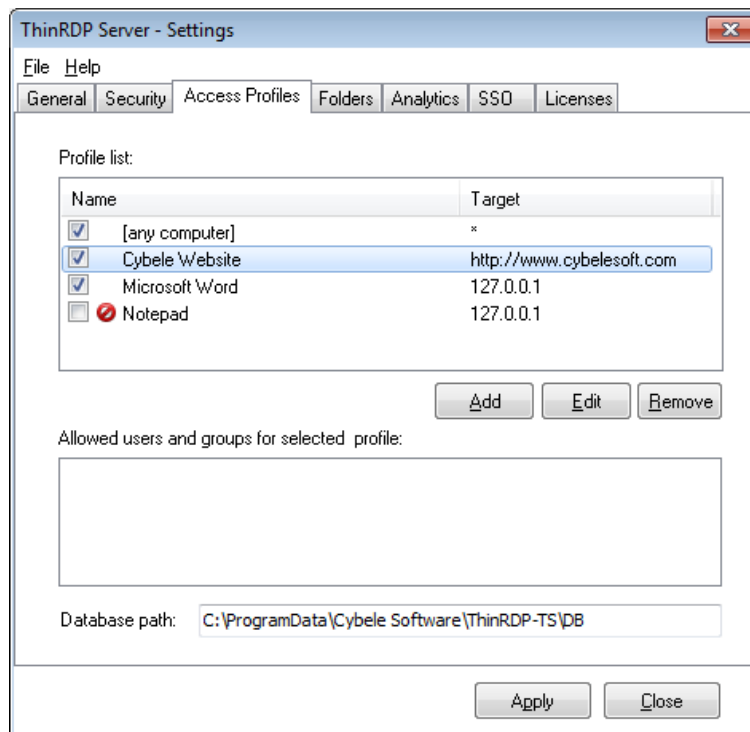 ThinRDP Server - Settings
File Help
General Security Access Profiles Folders Analytics SSO Licenses
Profile list:
Name Target
[any computer] *
Cybele Website http://www.cybelesoft.com
Microsoft Word 127.0.0.1
Notepad 127.0.0.1
Add Edit Remove
Allowed users and groups for selected profile:
Database path: C:\ProgramData\Cybele Software\ThinRDP-TS\DB
Apply Close